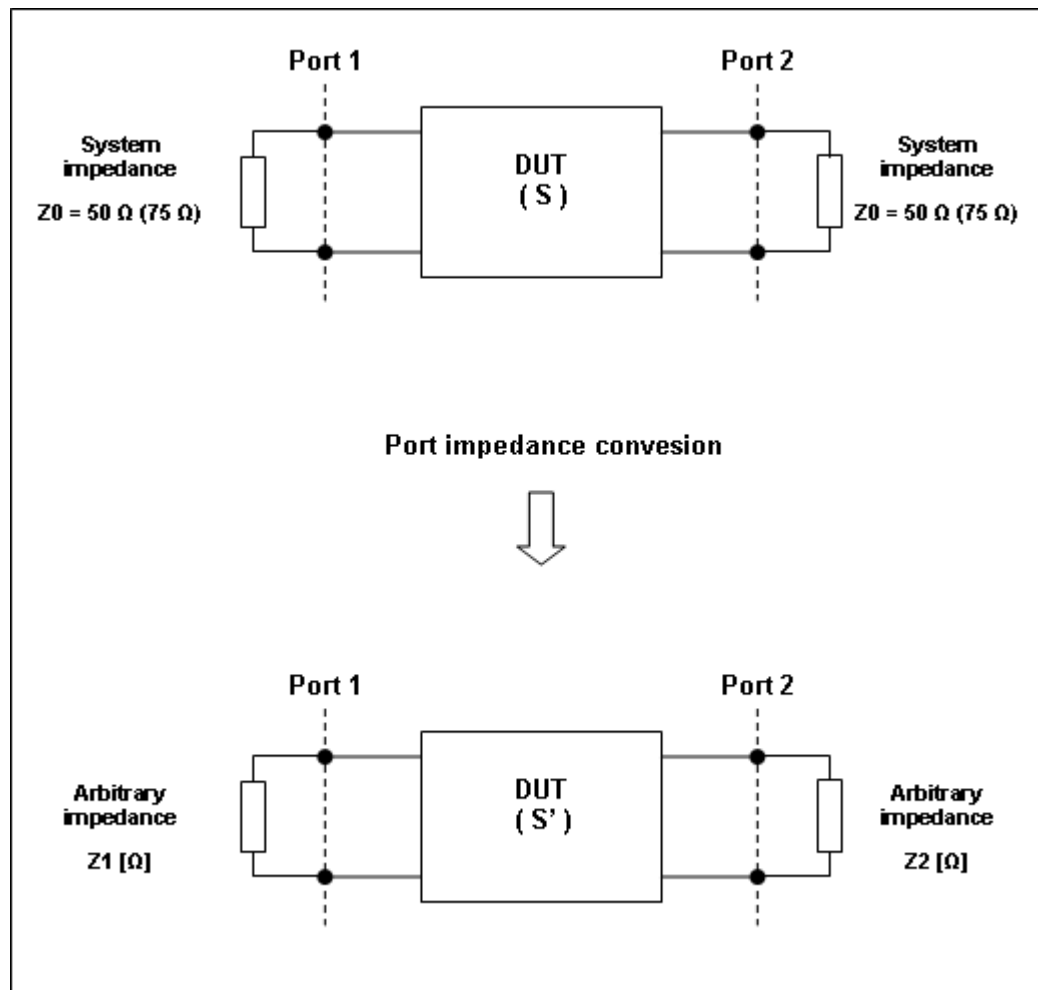 Port 1
Port 2
System
impedance
Z0 = 50 Ω (75 Ω)
DUT
( S )
System
impedance
Z0 = 50 Ω (75 Ω)
Port impedance convesion
Port 1
Port 2
Arbitrary
impedance
Z1 [Ω]
DUT
( S' )
Arbitrary
impedance
Z2 [Ω]